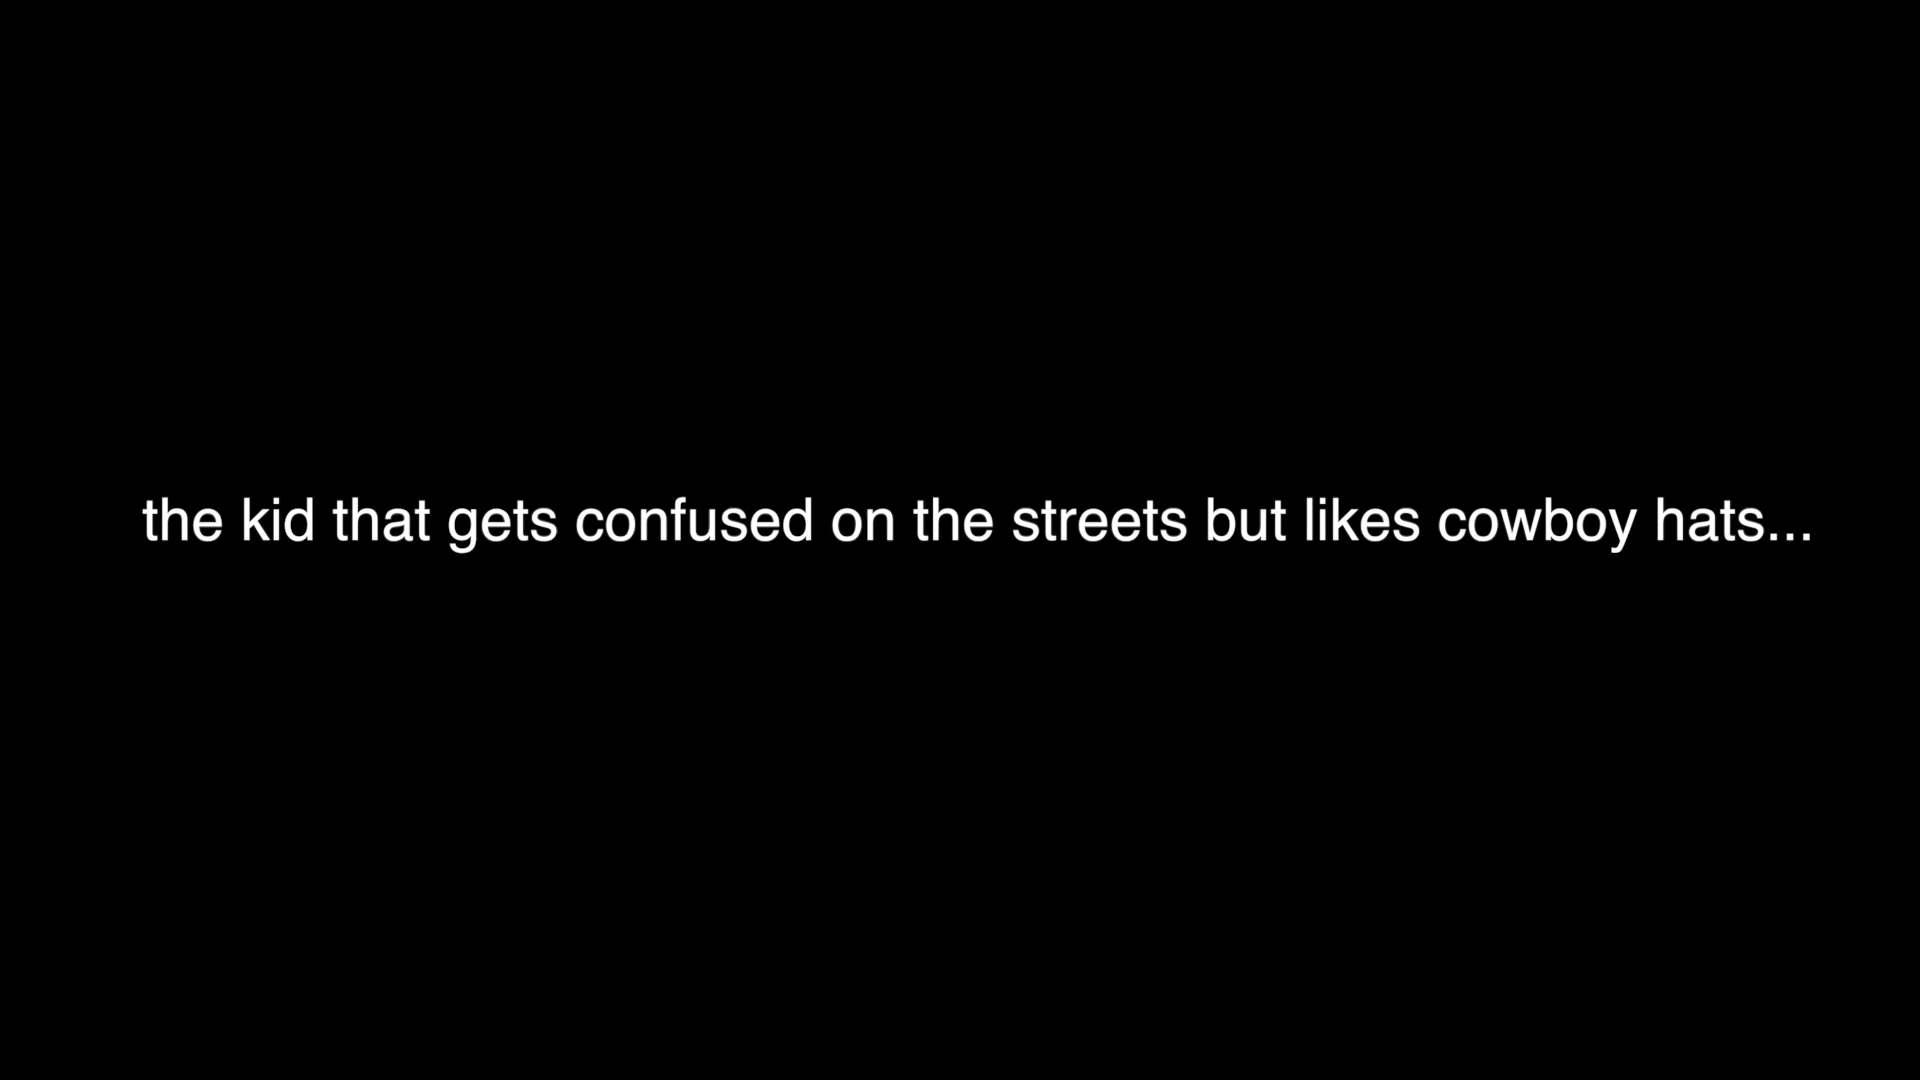 the kid that gets confused on the streets but likes cowboy hats...